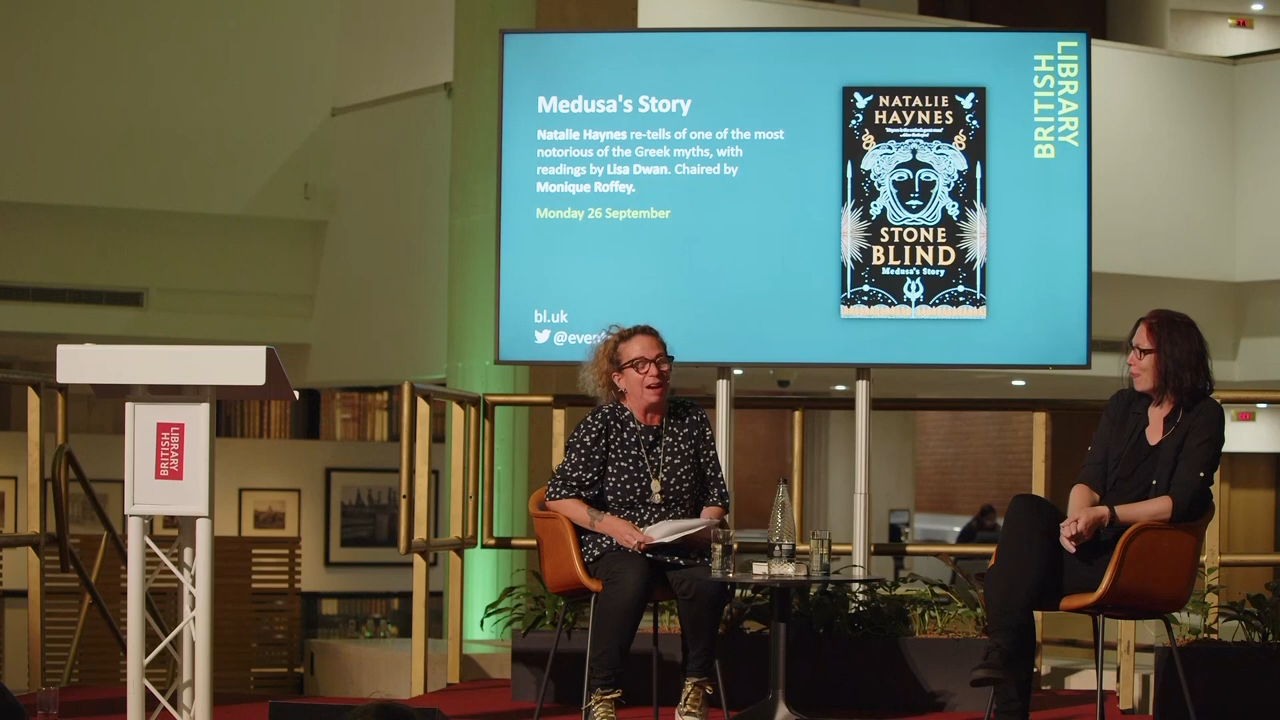 Medusa's Story
Natalie Haynes re-tells of one of the most
notorious of the Greek myths, with
readings by Lisa Dwan. Chaired by
Monique Roffey.
Monday 26 September
bl.uk
@even
LIBRARY
BRITISH
NATALIE
HAYNES
STONE
BLIND
Medusa's Story
LIBRARY
BRITISH